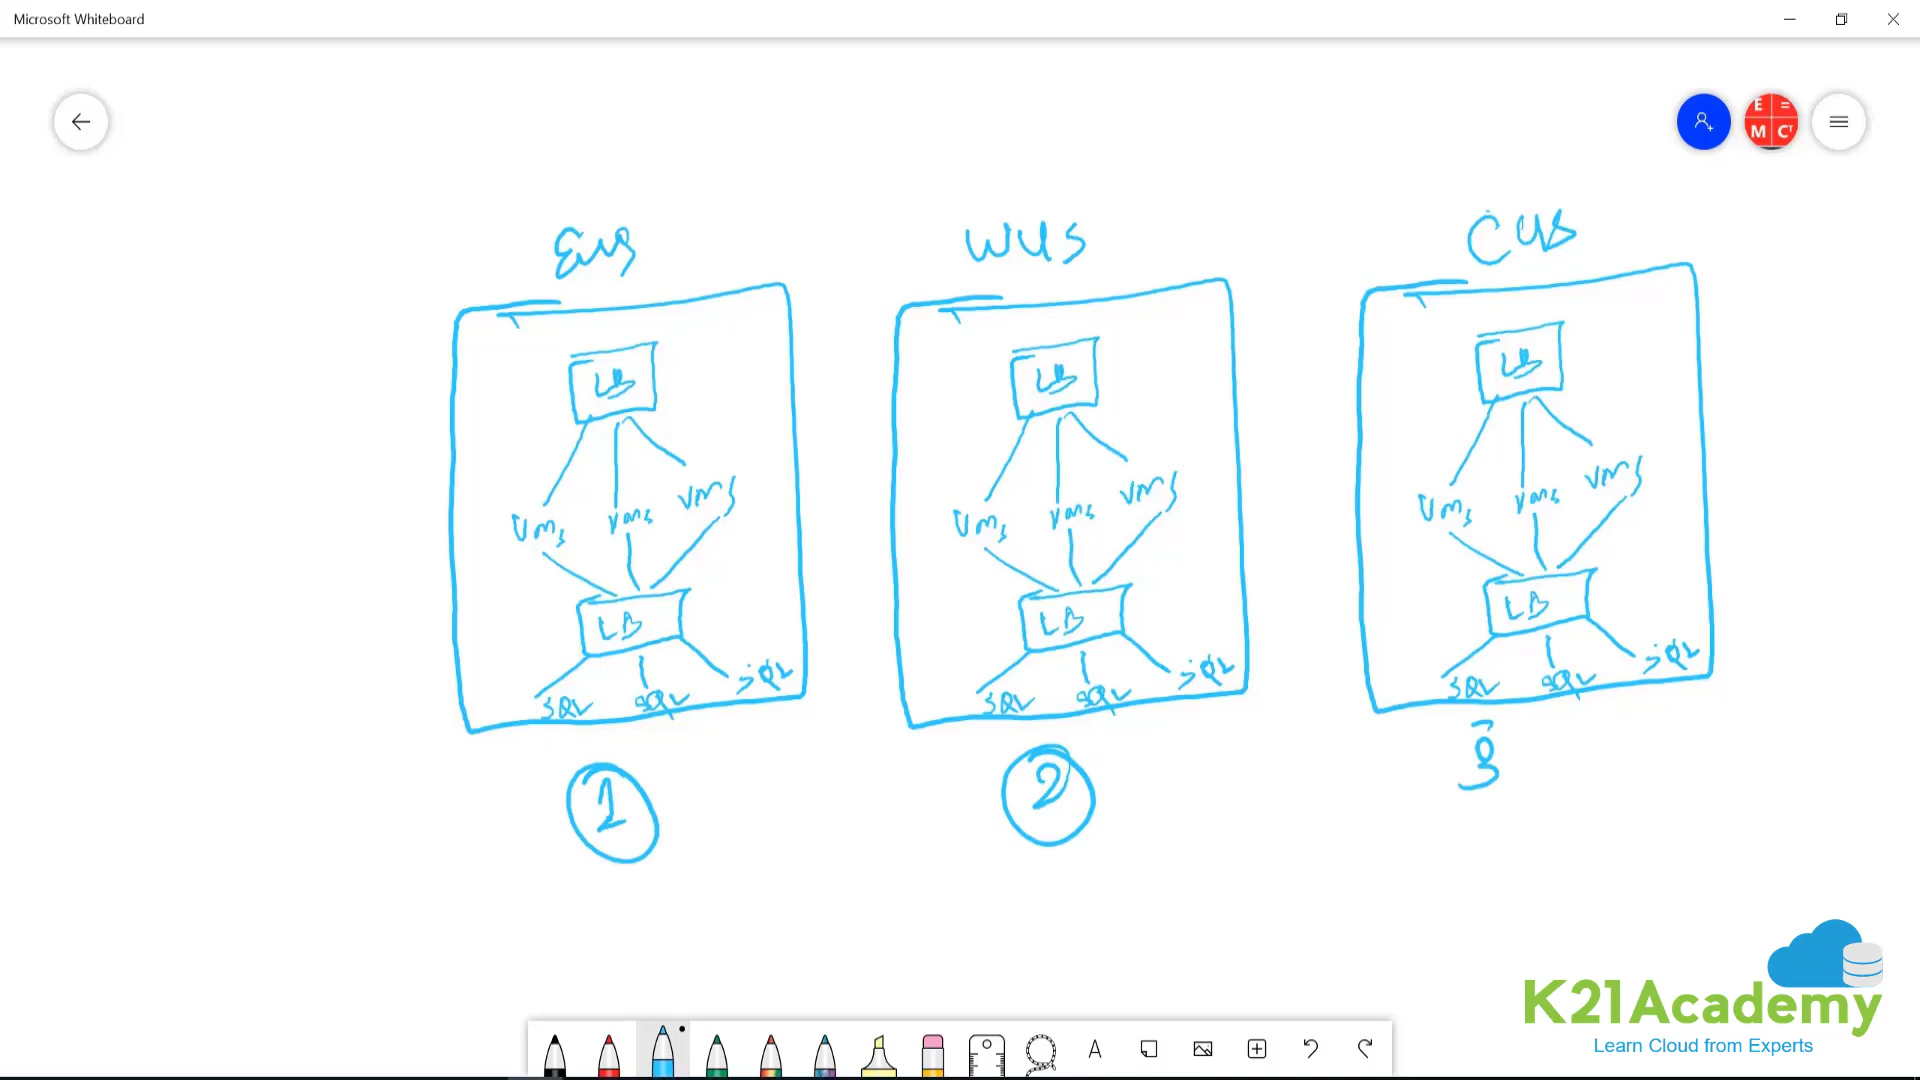 Microsoft Whiteboard
E =
M C
EUS
WUS
CUS
LB
LB
LB
VMs VMs VMs
VMs VMs VMs
VMs VMs VMs
LB
LB
LB
SQL SQL SQL
SQL SQL SQL
SQL SQL SQL
1
2
3
K21Academy
Learn Cloud from Experts
A